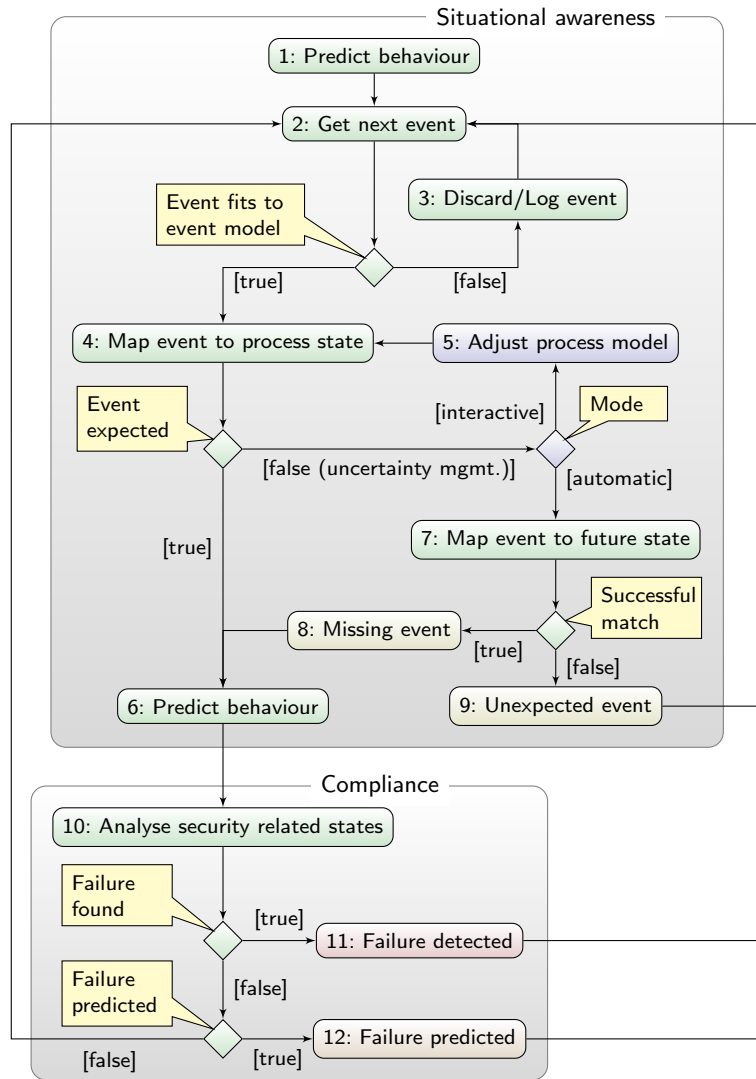 Situational awareness
1: Predict behaviour
2: Get next event
Event fits to
event model
3: Discard/Log event
[true]
[false]
4: Map event to process state
5: Adjust process model
Event
expected
[interactive]
Mode
[false (uncertainty mgmt.)]
[automatic]
[true]
7: Map event to future state
Successful
match
8: Missing event
[true]
[false]
6: Predict behaviour
9: Unexpected event
Compliance
10: Analyse security related states
Failure
found
[true]
11: Failure detected
[false]
Failure
predicted
[false]
[true]
12: Failure predicted